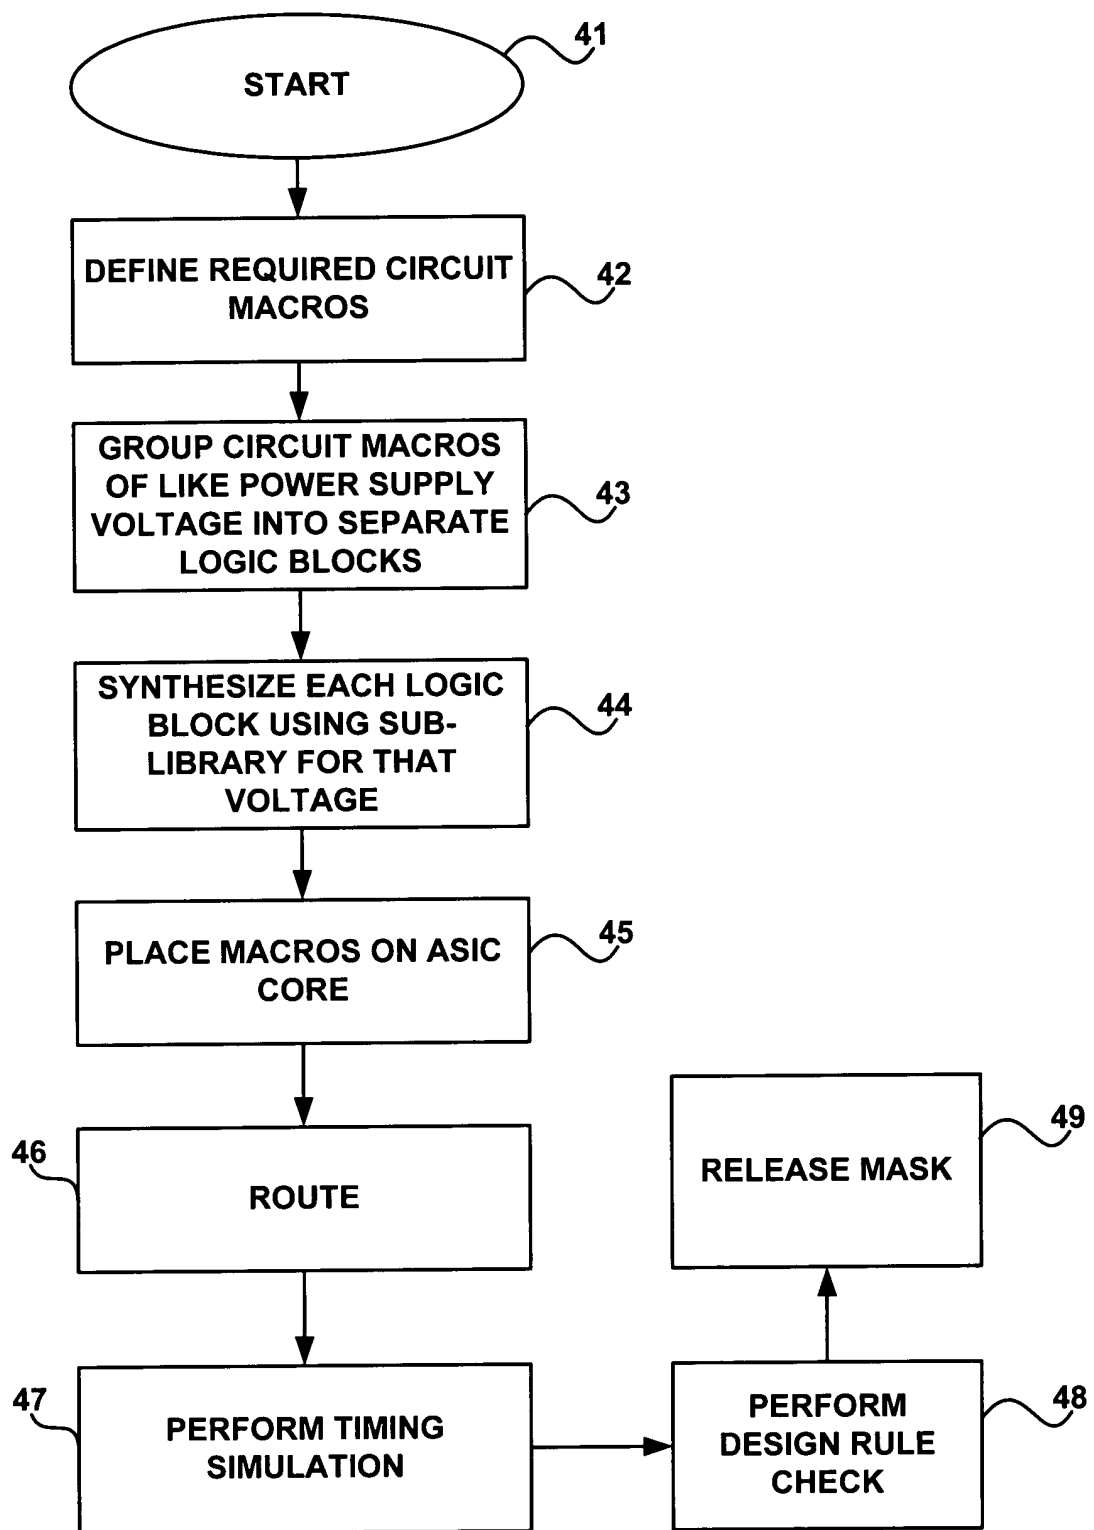 41
START
DEFINE REQUIRED CIRCUIT
MACROS
42
GROUP CIRCUIT MACROS
OF LIKE POWER SUPPLY
VOLTAGE INTO SEPARATE
LOGIC BLOCKS
43
SYNTHESIZE EACH LOGIC
BLOCK USING SUB-
LIBRARY FOR THAT
VOLTAGE
44
PLACE MACROS ON ASIC
CORE
45
46
ROUTE
47
PERFORM TIMING
SIMULATION
PERFORM
DESIGN RULE
CHECK
48
RELEASE MASK
49